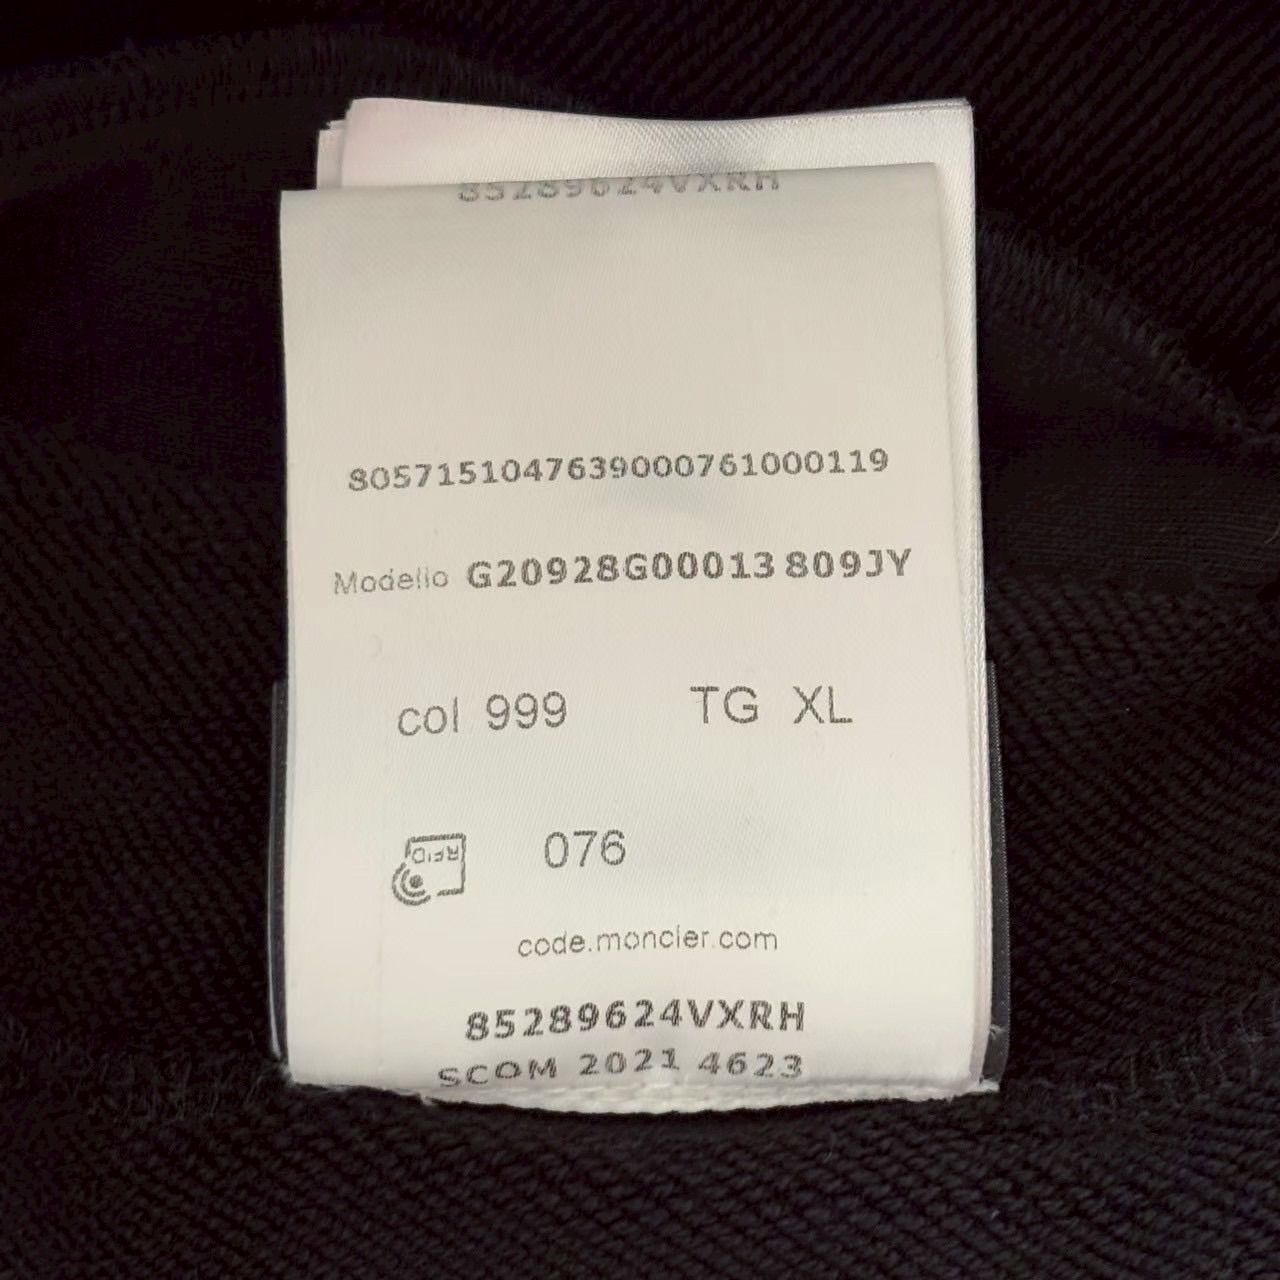 85289624VXRH
8057151047639000761000119
Modello G20928G00013 809JY
col 999 TG XL
RFID 076
code.moncler.com
85289624VXRH
SCOM 2021 4623